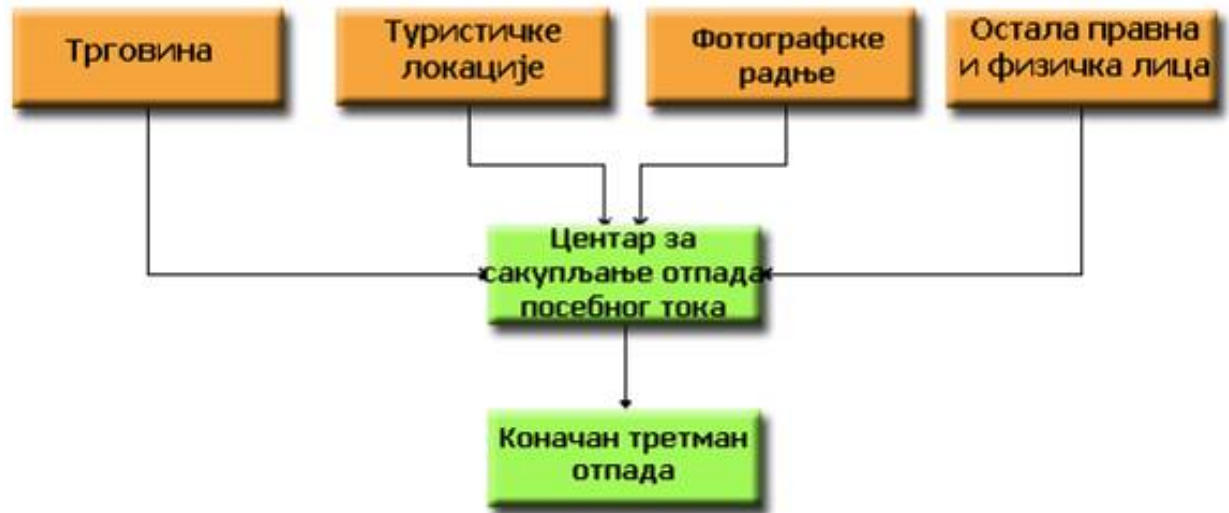 Трговина
Туристичке
локације
Фотографске
радње
Остала правна
и физичка лица
Центар за
сакупљање отпада
посебног тока
Коначан третман
отпада